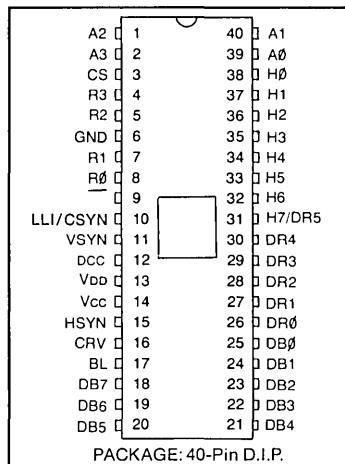 A2 1 40 A1
A3 2 39 AØ
CS 3 38 HØ
R3 4 37 H1
R2 5 36 H2
GND 6 35 H3
R1 7 34 H4
RØ 8 33 H5
9 32 H6
LLI/CSYN 10 31 H7/DR5
VSYN 11 30 DR4
DCC 12 29 DR3
VDD 13 28 DR2
VCC 14 27 DR1
HSYN 15 26 DRØ
CRV 16 25 DBØ
BL 17 24 DB1
DB7 18 23 DB2
DB6 19 22 DB3
DB5 20 21 DB4
PACKAGE: 40-Pin D.I.P.